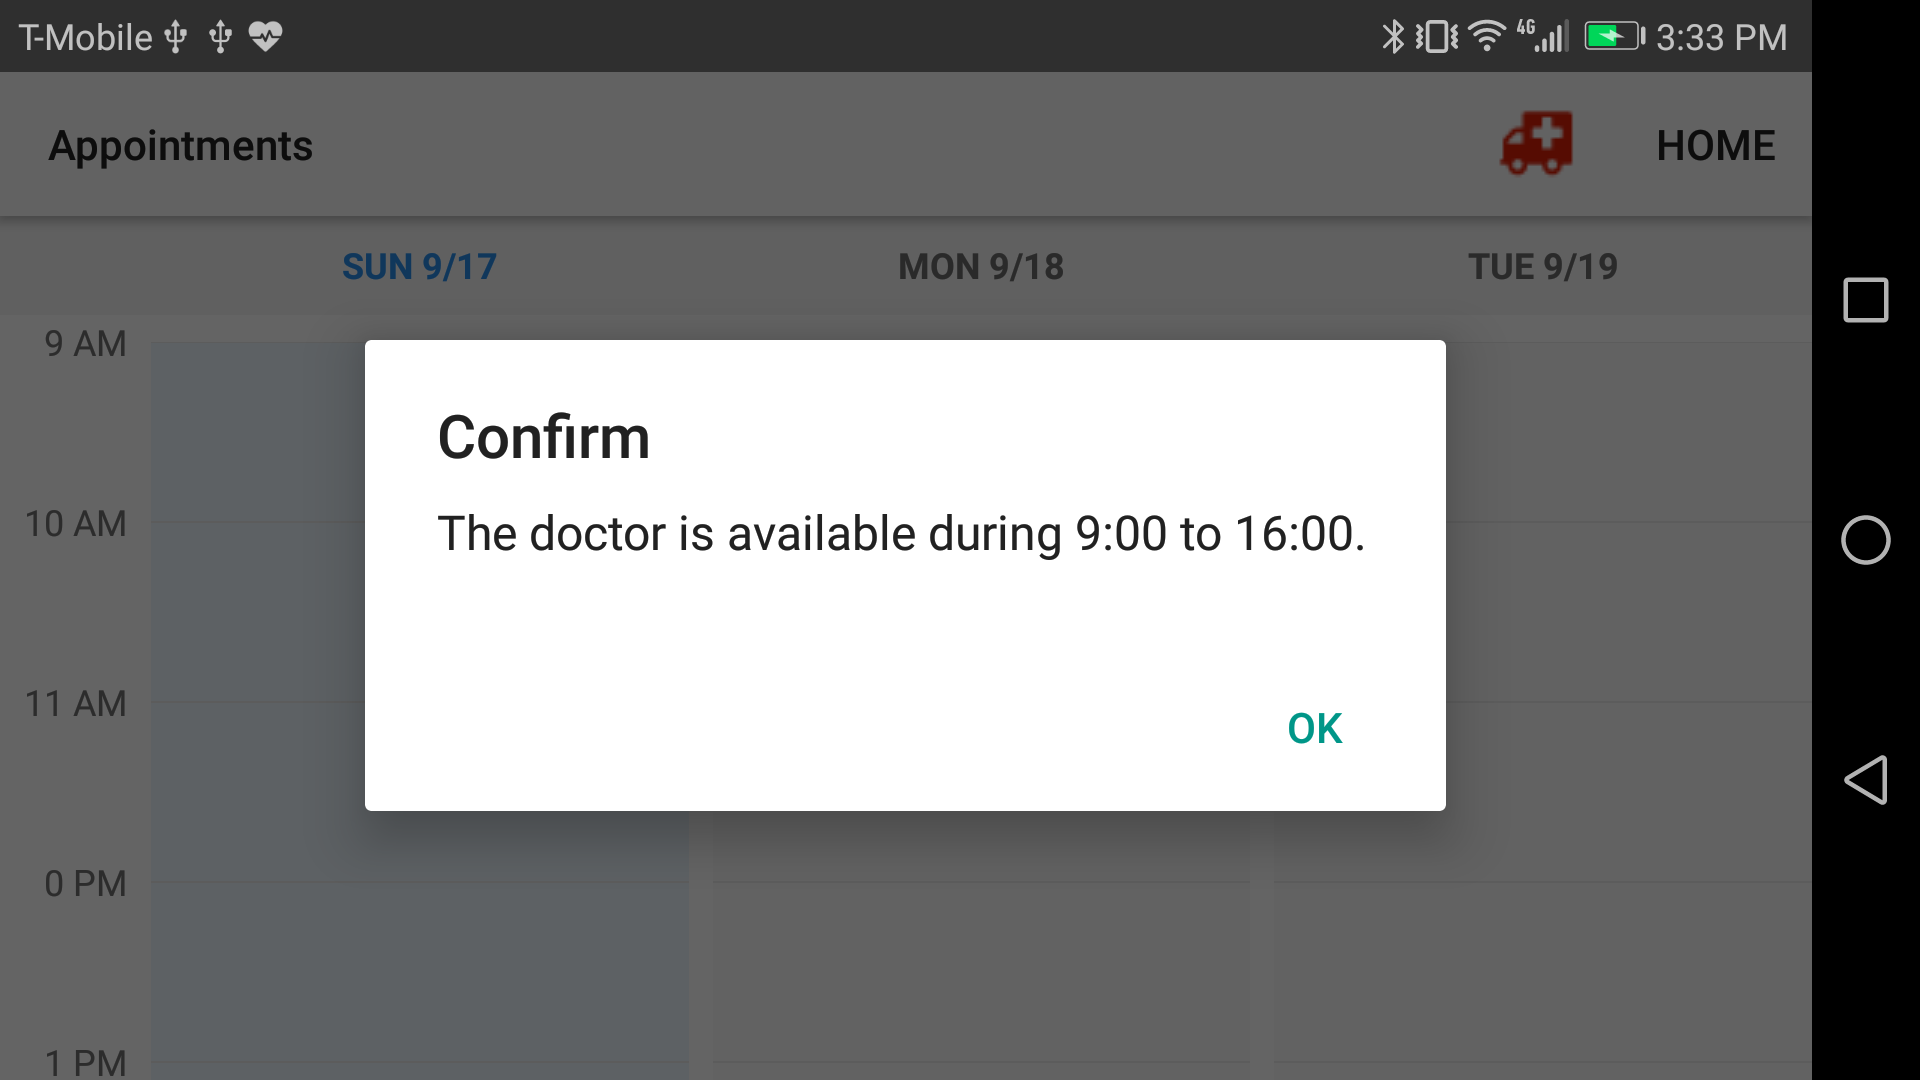 T-Mobile 4G 3:33 PM
Appointments HOME
SUN 9/17 MON 9/18 TUE 9/19
9 AM
Confirm
10 AM
The doctor is available during 9:00 to 16:00.
11 AM
OK
0 PM
1 PM